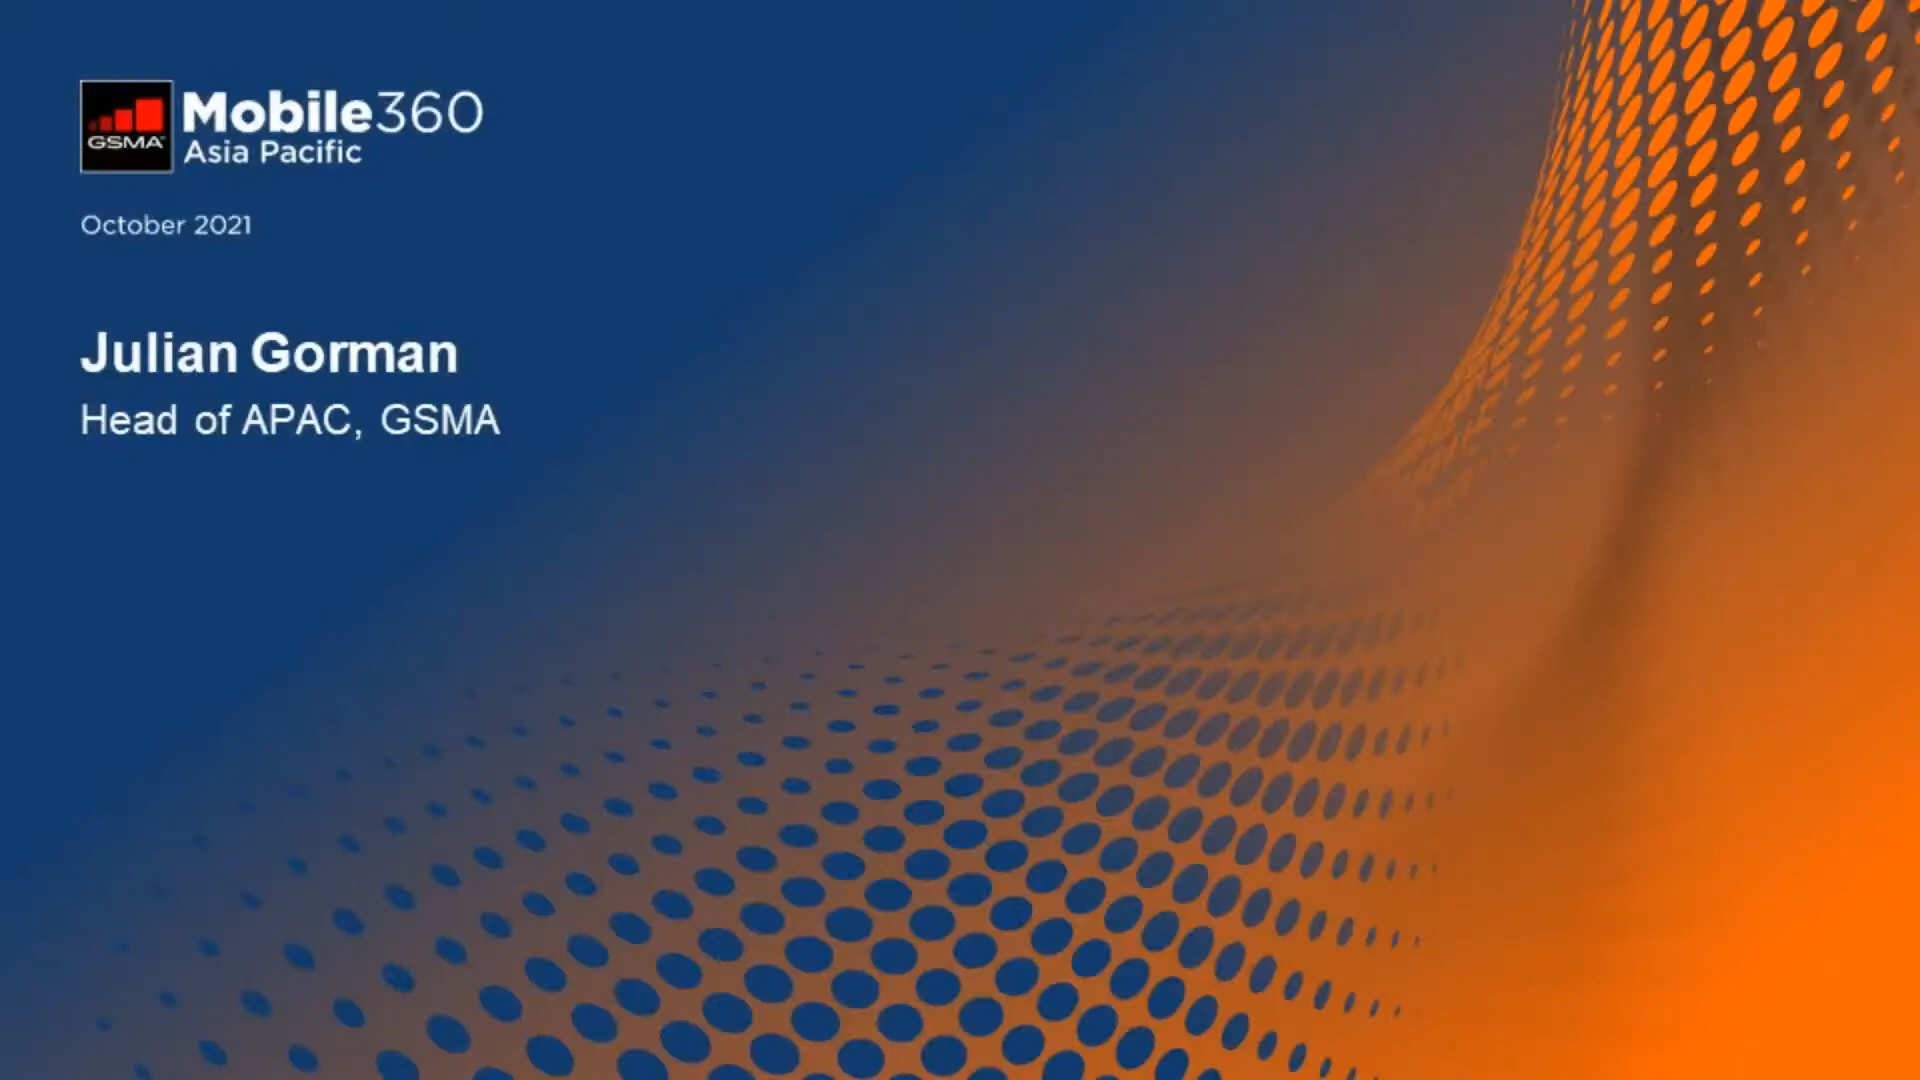 GSMA
Mobile360
Asia Pacific
October 2021
Julian Gorman
Head of APAC, GSMA